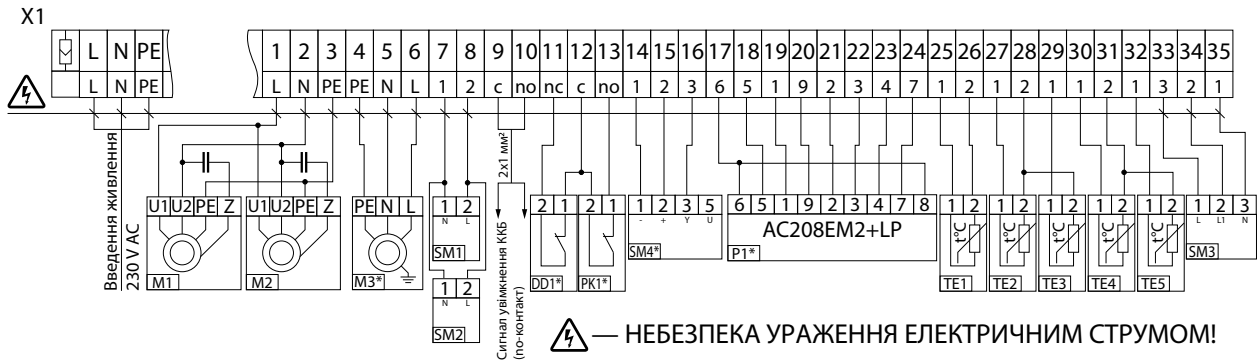 X1
L N PE 1 2 3 4 5 6 7 8 9 10 11 12 13 14 15 16 17 18 19 20 21 22 23 24 25 26 27 28 29 30 31 32 33 34 35
L N PE L N PE PE N L 1 2 c no nc c no 1 2 3 6 5 1 9 2 3 4 7 1 2 1 2 1 1 2 1 3 2 1
Введення живлення
230 V AC
2x1 мм²
Сигнал увімкнення ККБ
(no-контакт)
U1 U2 PE Z
M1
U1 U2 PE Z
M2
PE N L
M3*
1 2
N L
SM1
1 2
N L
SM2
2 1
DD1*
2 1
PK1*
1 2 3 5
- + Y U
SM4*
6 5 1 9 2 3 4 7 8
AC208EM2+LP
P1*
1 2
t°C
TE1
1 2
t°C
TE2
1 2
t°C
TE3
1 2
t°C
TE4
1 2
t°C
TE5
1 2 3
L L1 N
SM3
— НЕБЕЗПЕКА УРАЖЕННЯ ЕЛЕКТРИЧНИМ СТРУМОМ!